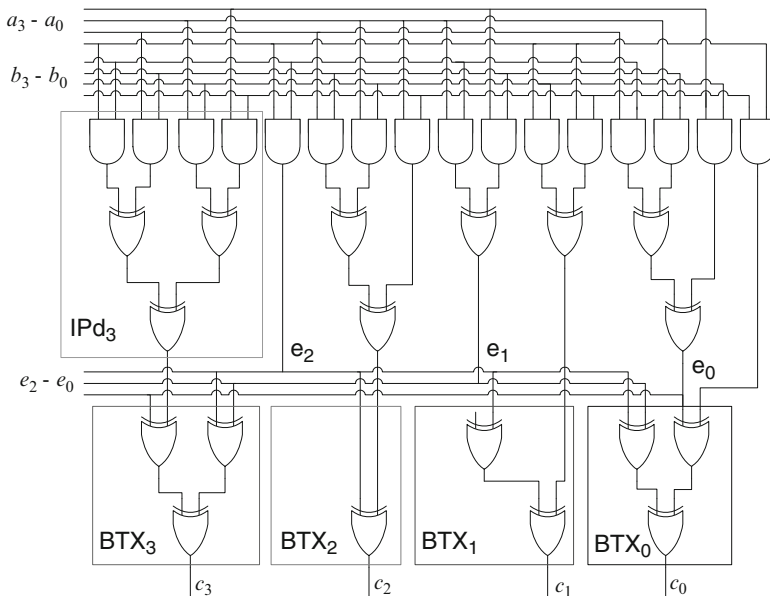 a₃ - a₀
b₃ - b₀
IPd₃
e₂
e₁
e₀
e₂ - e₀
BTX₃
BTX₂
BTX₁
BTX₀
c₃
c₂
c₁
c₀